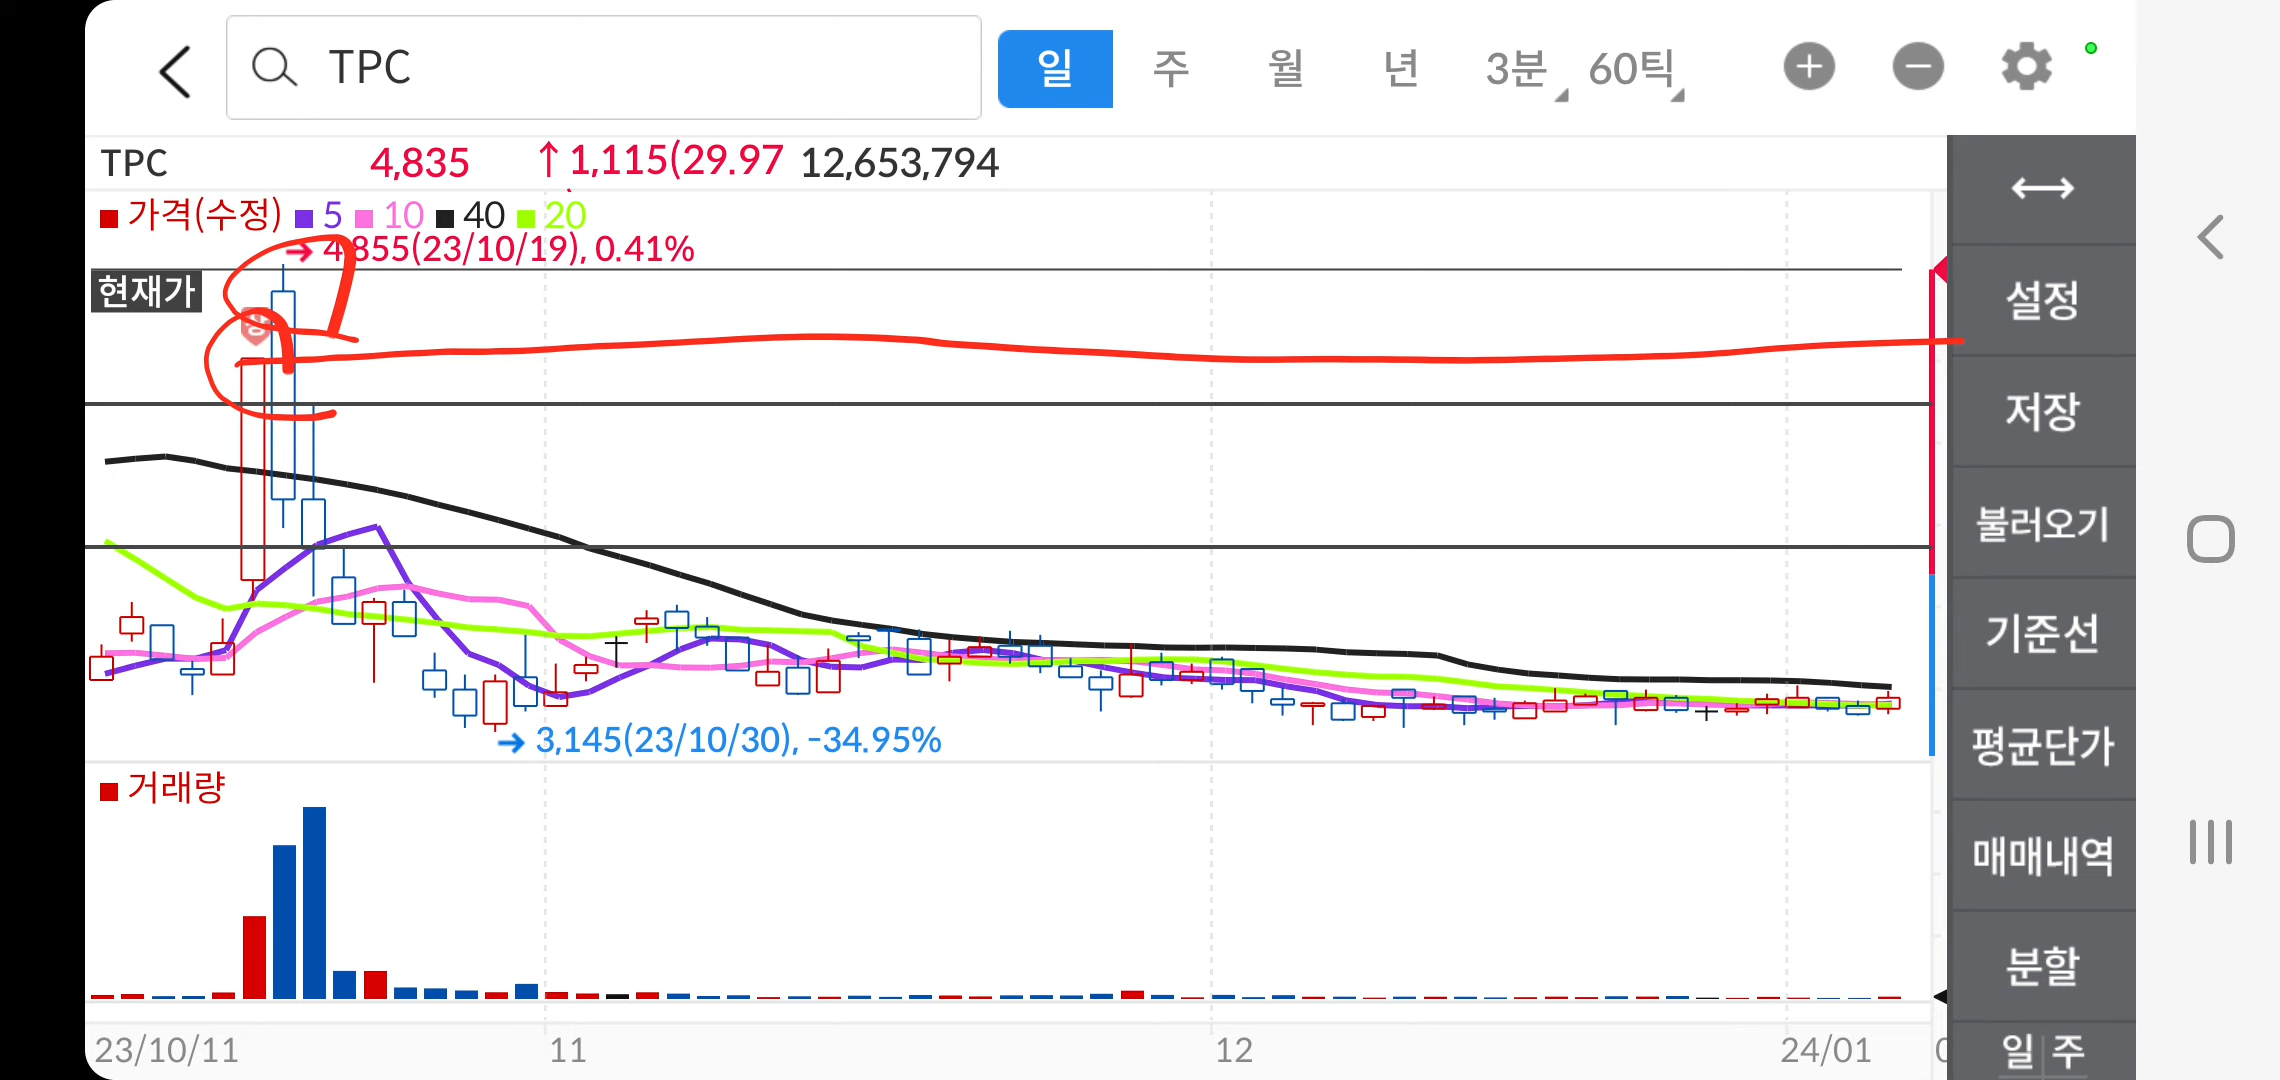 TPC
일 주 월 년 3분 60틱
TPC 4,835 ↑1,115(29.97 12,653,794
가격(수정) 5 10 40 20
→ 4,855(23/10/19), 0.41%
현재가
→ 3,145(23/10/30), -34.95%
거래량
23/10/11 11 12 24/01
설정
저장
불러오기
기준선
평균단가
매매내역
분할
일 주